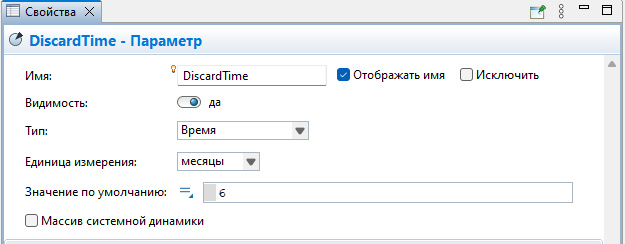 Свойства
DiscardTime - Параметр
Имя: DiscardTime Отображать имя Исключить
Видимость: да
Тип: Время
Единица измерения: месяцы
Значение по умолчанию: 6
Массив системной динамики